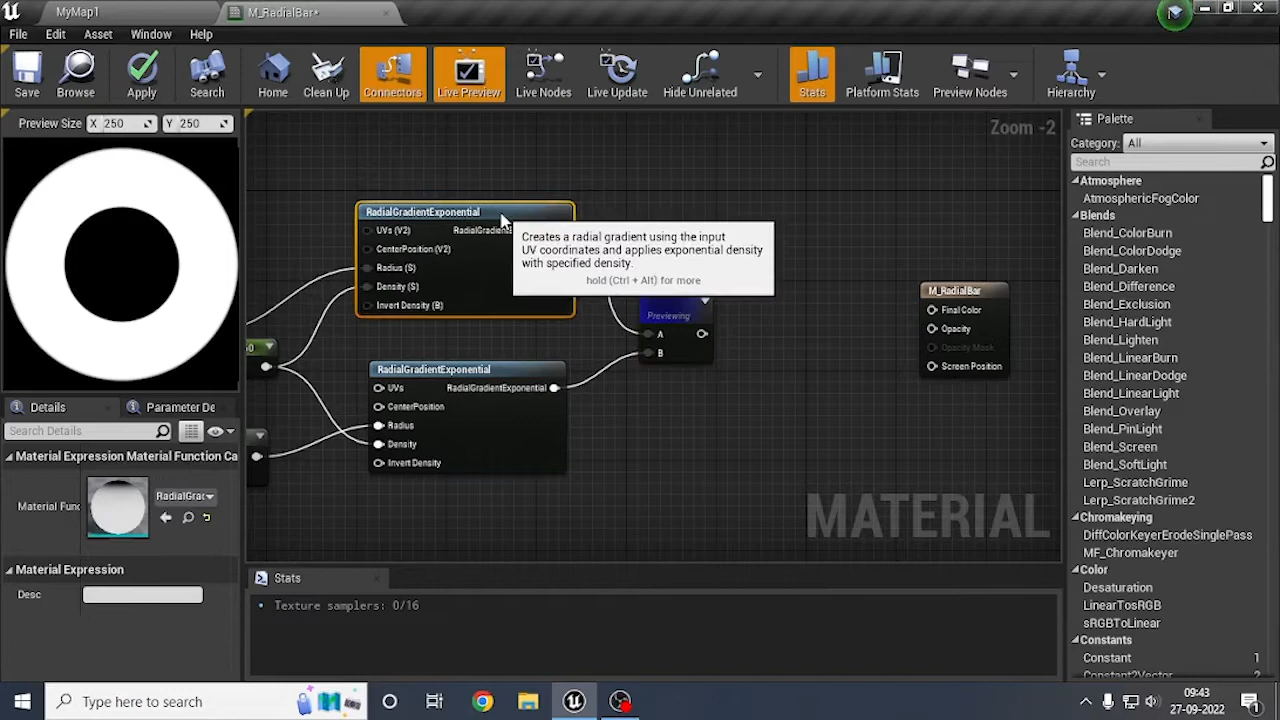 MyMap1
M_RadialBar*
File
Edit
Asset
Window
Help
Save
Browse
Apply
Search
Home
Clean Up
Connectors
Live Preview
Live Nodes
Live Update
Hide Unrelated
Stats
Platform Stats
Preview Nodes
Hierarchy
Preview Size X 250 Y 250
Zoom -2
RadialGradientExponential
UVs (V2)
CenterPosition (V2)
Radius (S)
Density (S)
Invert Density (B)
Creates a radial gradient using the input
UV coordinates and applies exponential density
with specified density.
hold (Ctrl + Alt) for more
Previewing
A
B
RadialGradientExponential
UVs RadialGradientExponential
CenterPosition
Radius
Density
Invert Density
M_RadialBar
Final Color
Opacity
Opacity Mask
Screen Position
MATERIAL
Details
Parameter De
Search Details
Material Expression Material Function Ca
Material Func
RadialGrac
Material Expression
Desc
Stats
Texture samplers: 0/16
Palette
Category: All
Search
Atmosphere
AtmosphericFogColor
Blends
Blend_ColorBurn
Blend_ColorDodge
Blend_Darken
Blend_Difference
Blend_Exclusion
Blend_HardLight
Blend_Lighten
Blend_LinearBurn
Blend_LinearDodge
Blend_LinearLight
Blend_Overlay
Blend_PinLight
Blend_Screen
Blend_SoftLight
Lerp_ScratchGrime
Lerp_ScratchGrime2
Chromakeying
DiffColorKeyerErodeSinglePass
MF_Chromakeyer
Color
Desaturation
LinearTosRGB
sRGBToLinear
Constants
Constant 1
Constant2Vector
Type here to search
09:43
27-09-2022